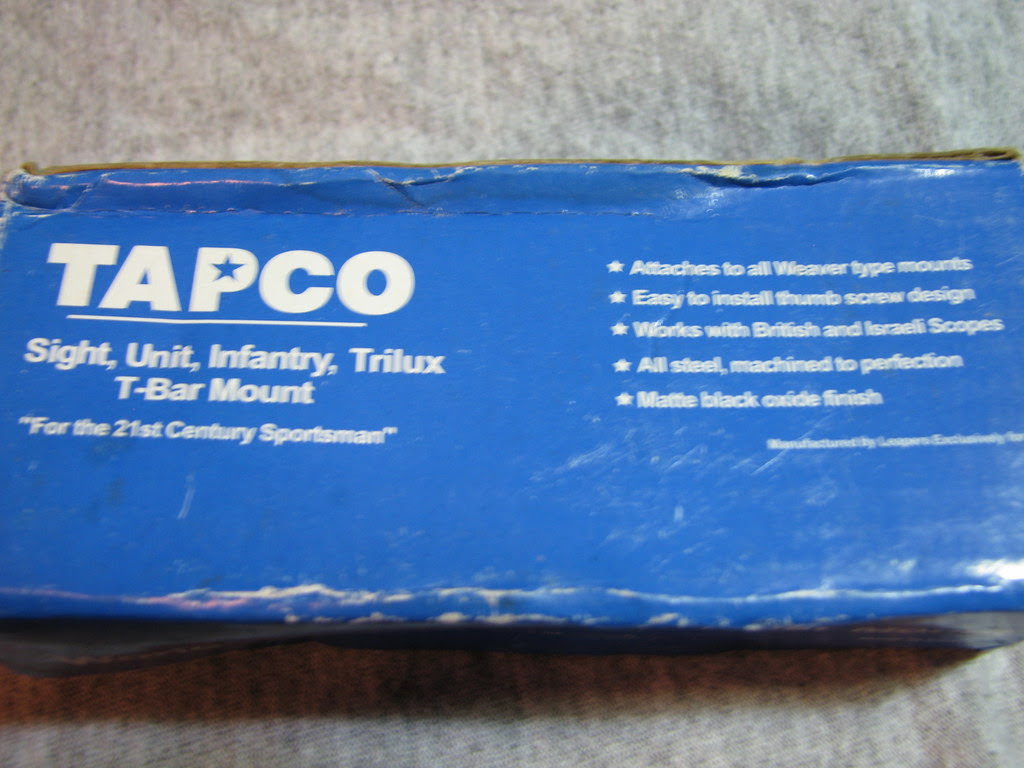 TAPCO
Sight, Unit, Infantry, Trilux
T-Bar Mount
"For the 21st Century Sportsman"
★ Attaches to all Weaver type mounts
★ Easy to install thumb screw design
★ Works with British and Israeli Scopes
★ All steel, machined to perfection
★ Matte black oxide finish
Manufactured by Leapers Exclusively for